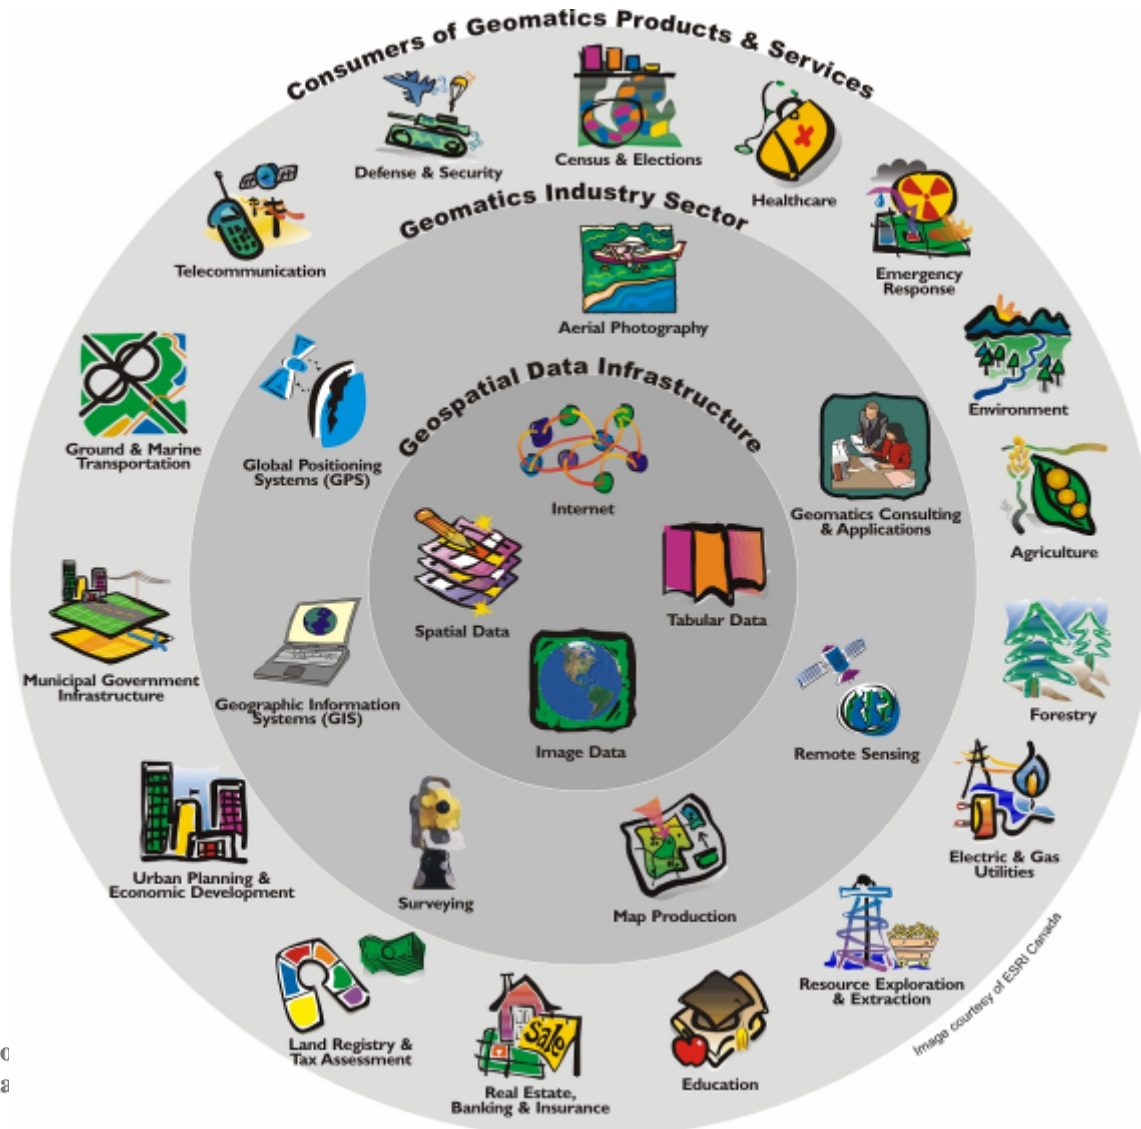 Consumers of Geomatics Products & Services
Defense & Security
Census & Elections
Healthcare
Telecommunication
Emergency
Response
Geomatics Industry Sector
Aerial Photography
Environment
Ground & Marine
Transportation
Global Positioning
Systems (GPS)
Geospatial Data Infrastructure
Internet
Geomatics Consulting
& Applications
Agriculture
Spatial Data
Tabular Data
Municipal Government
Infrastructure
Geographic Information
Systems (GIS)
Image Data
Remote Sensing
Forestry
Urban Planning &
Economic Development
Surveying
Map Production
Electric & Gas
Utilities
Resource Exploration
& Extraction
Image courtesy of ESRI Canada
Land Registry &
Tax Assessment
Sale
Real Estate,
Banking & Insurance
Education
o
a